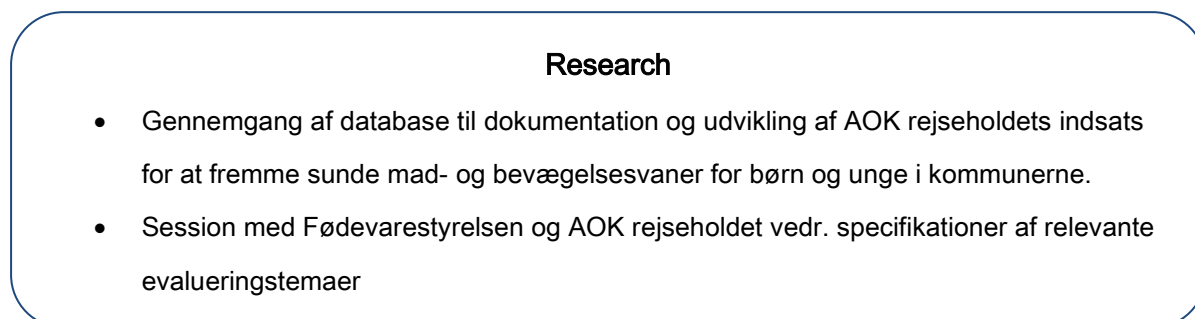 Research
• Gennemgang af database til dokumentation og udvikling af AOK rejseholdets indsats
for at fremme sunde mad- og bevægelsesvaner for børn og unge i kommunerne.
• Session med Fødevarestyrelsen og AOK rejseholdet vedr. specifikationer af relevante
evalueringstemaer